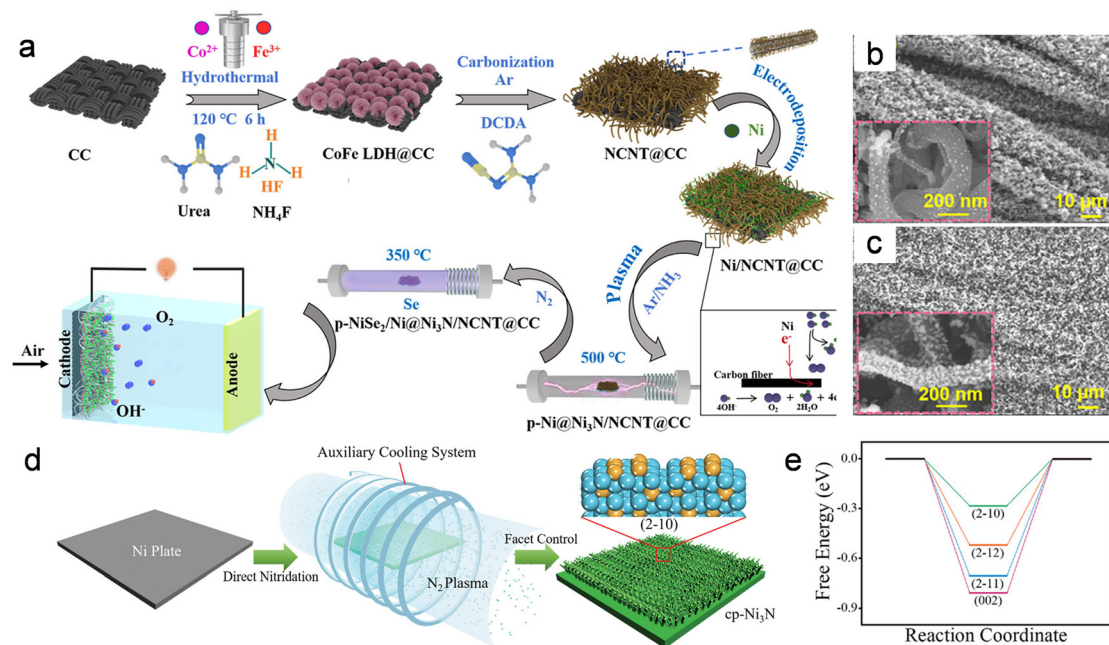 a
Co²⁺
Fe³⁺
Hydrothermal
120 °C 6 h
CC
H
N
H
H
HF
Urea
NH₄F
CoFe LDH@CC
Carbonization
Ar
DCDA
NCNT@CC
Electrodeposition
Ni
Ni/NCNT@CC
Plasma
Ar/NH₃
500 °C
p-Ni@Ni₃N/NCNT@CC
Ni
e⁻
Carbon fiber
4OH⁻
O₂
+
2H₂O
+
N₂
350 °C
Se
p-NiSe₂/Ni@Ni₃N/NCNT@CC
Air
Cathode
O₂
OH⁻
Anode
b
200 nm
10 μm
c
200 nm
10 μm
d
Auxiliary Cooling System
Ni Plate
Direct Nitridation
N₂ Plasma
Facet Control
(2-10)
cp-Ni₃N
e
Free Energy (eV)
0.0
-0.3
-0.6
-0.9
(2-10)
(2-12)
(2-11)
(002)
Reaction Coordinate